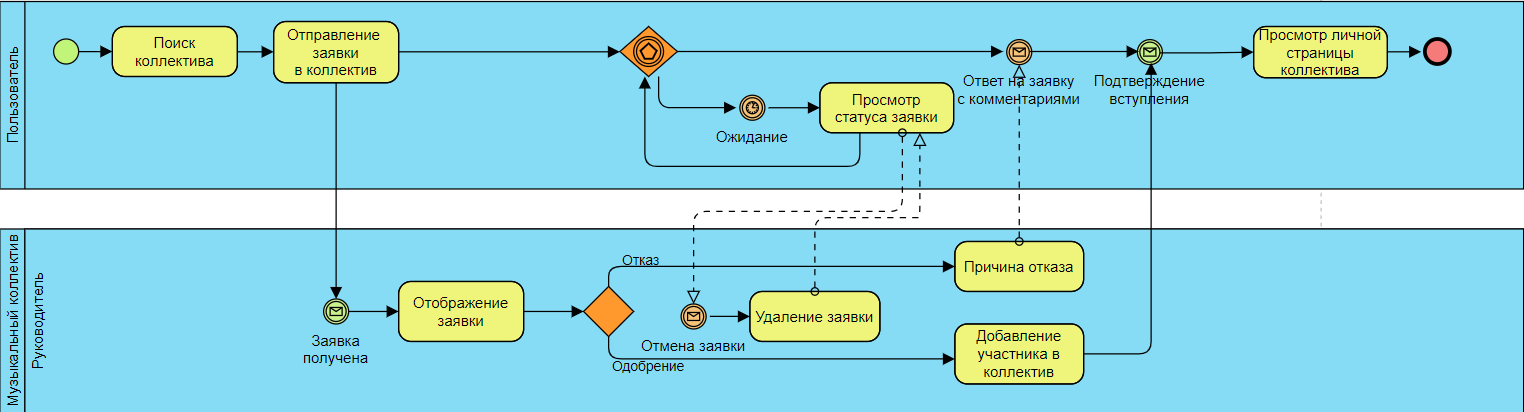 Пользователь
Поиск
коллектива
Отправление
заявки
в коллектив
Ожидание
Просмотр
статуса заявки
Ответ на заявку
с комментариями
Подтверждение
вступления
Просмотр личной
страницы
коллектива
Музыкальный коллектив
Руководитель
Заявка
получена
Отображение
заявки
Отказ
Одобрение
Отмена заявки
Удаление заявки
Причина отказа
Добавление
участника в
коллектив